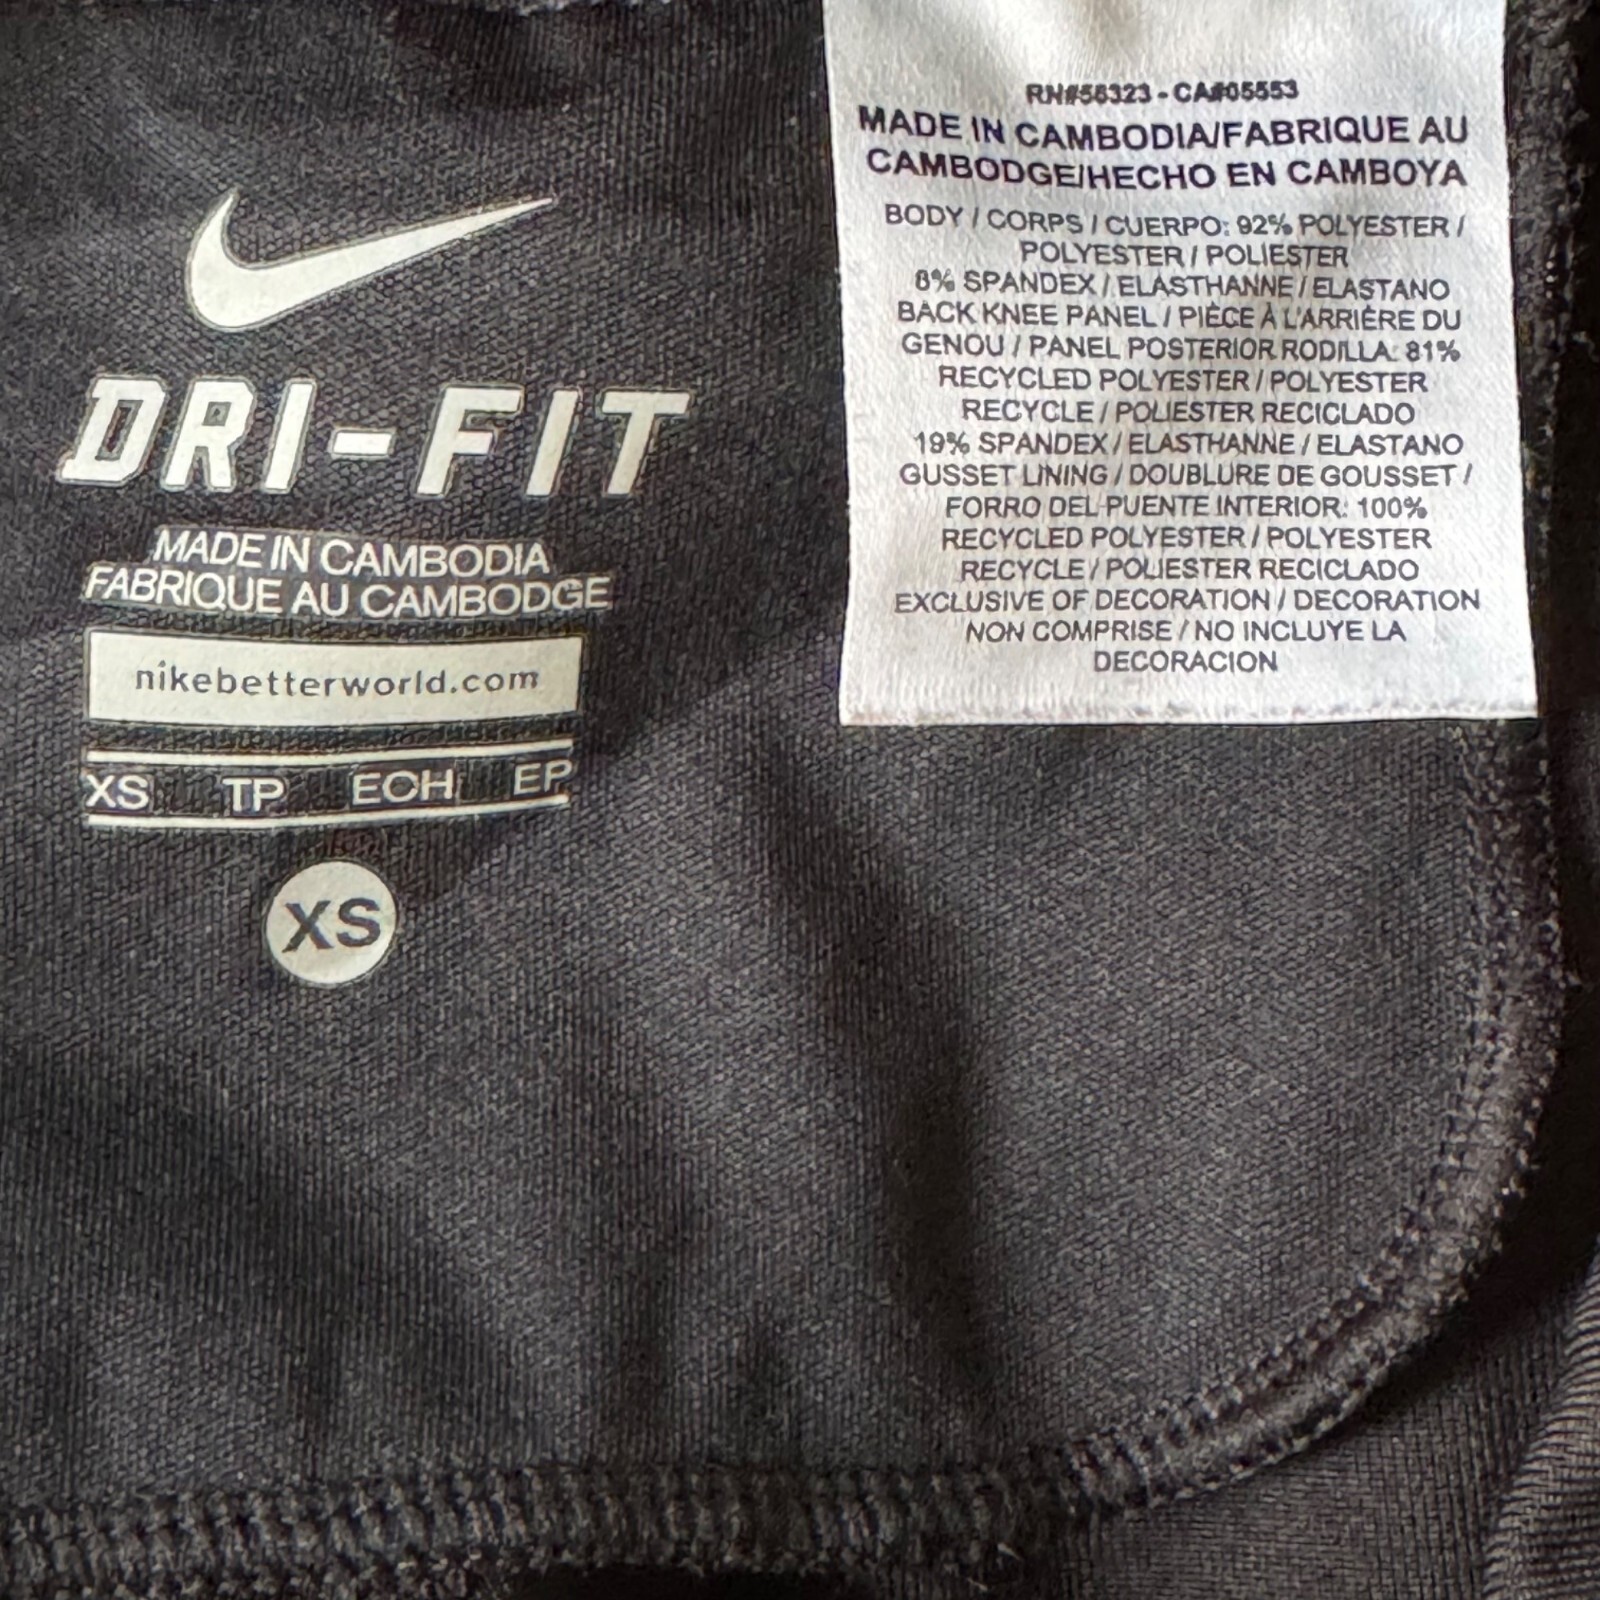 DRI-FIT
MADE IN CAMBODIA
FABRIQUE AU CAMBODGE
nikebetterworld.com
XS TP ECH EP
XS
RN#56323 - CA#05553
MADE IN CAMBODIA/FABRIQUE AU
CAMBODGE/HECHO EN CAMBOYA
BODY / CORPS / CUERPO: 92% POLYESTER /
POLYESTER / POLIESTER
8% SPANDEX / ELASTHANNE / ELASTANO
BACK KNEE PANEL / PIÈCE À L'ARRIÈRE DU
GENOU / PANEL POSTERIOR RODILLA: 81%
RECYCLED POLYESTER / POLYESTER
RECYCLE / POLIESTER RECICLADO
19% SPANDEX / ELASTHANNE / ELASTANO
GUSSET LINING / DOUBLURE DE GOUSSET /
FORRO DEL PUENTE INTERIOR: 100%
RECYCLED POLYESTER / POLYESTER
RECYCLE / POLIESTER RECICLADO
EXCLUSIVE OF DECORATION / DECORATION
NON COMPRISE / NO INCLUYE LA
DECORACION